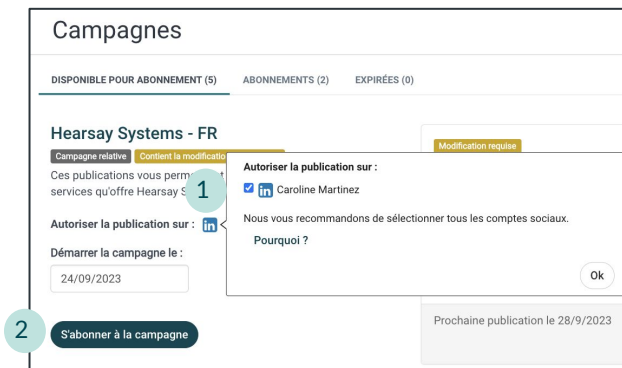 Campagnes
DISPONIBLE POUR ABONNEMENT (5) ABONNEMENTS (2) EXPIRÉES (0)
Hearsay Systems - FR
Campagne relative Contient la modificatio
Ces publications vous perme
services qu'offre Hearsay S
1
Autoriser la publication sur : in
Démarrer la campagne le :
24/09/2023
2
S'abonner à la campagne
Modification requise
Autoriser la publication sur :
in Caroline Martinez
Nous vous recommandons de sélectionner tous les comptes sociaux.
Pourquoi ?
Ok
Prochaine publication le 28/9/2023